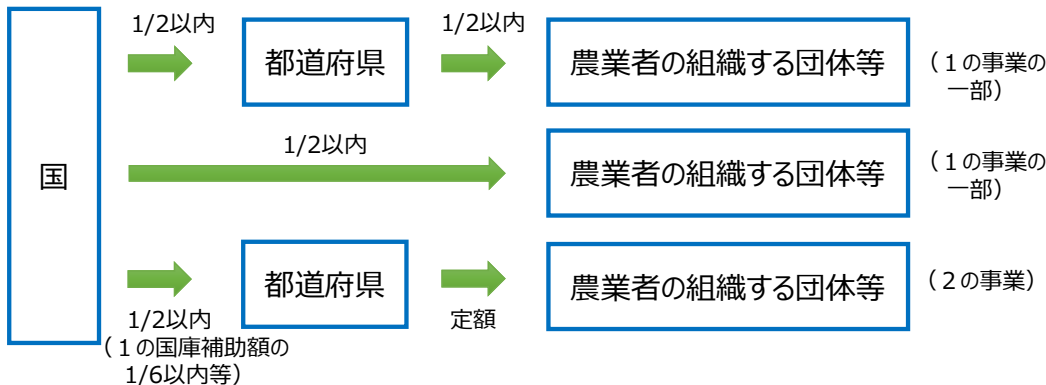 1/2以内
1/2以内
都道府県
農業者の組織する団体等
（１の事業の
一部）
1/2以内
国
農業者の組織する団体等
（１の事業の
一部）
都道府県
農業者の組織する団体等
（２の事業）
1/2以内
（１の国庫補助額の
1/6以内等）
定額